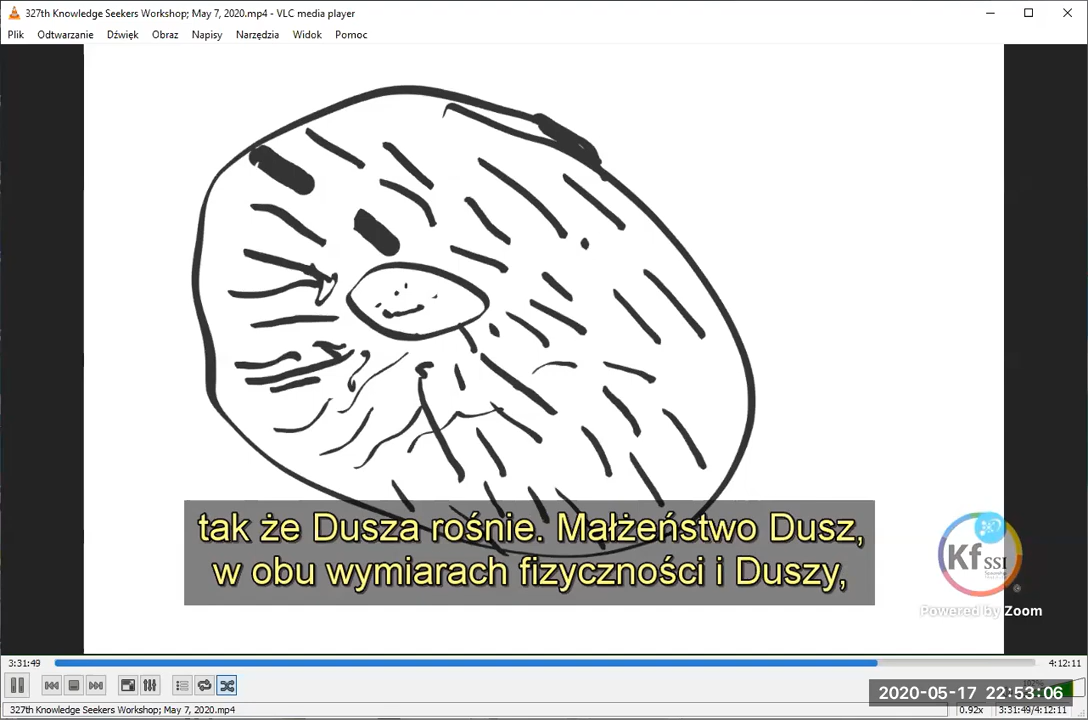 327th Knowledge Seekers Workshop; May 7, 2020.mp4 - VLC media player
Plik Odtwarzanie Dźwięk Obraz Napisy Narzędzia Widok Pomoc
tak że Dusza rośnie. Małżeństwo Dusz,
w obu wymiarach fizyczności i Duszy,
Kf SSI
Powered by Zoom
3:31:49 4:12:11
2020-05-17 22:53:06
327th Knowledge Seekers Workshop; May 7, 2020.mp4 0.92x 3:31:49/4:12:11